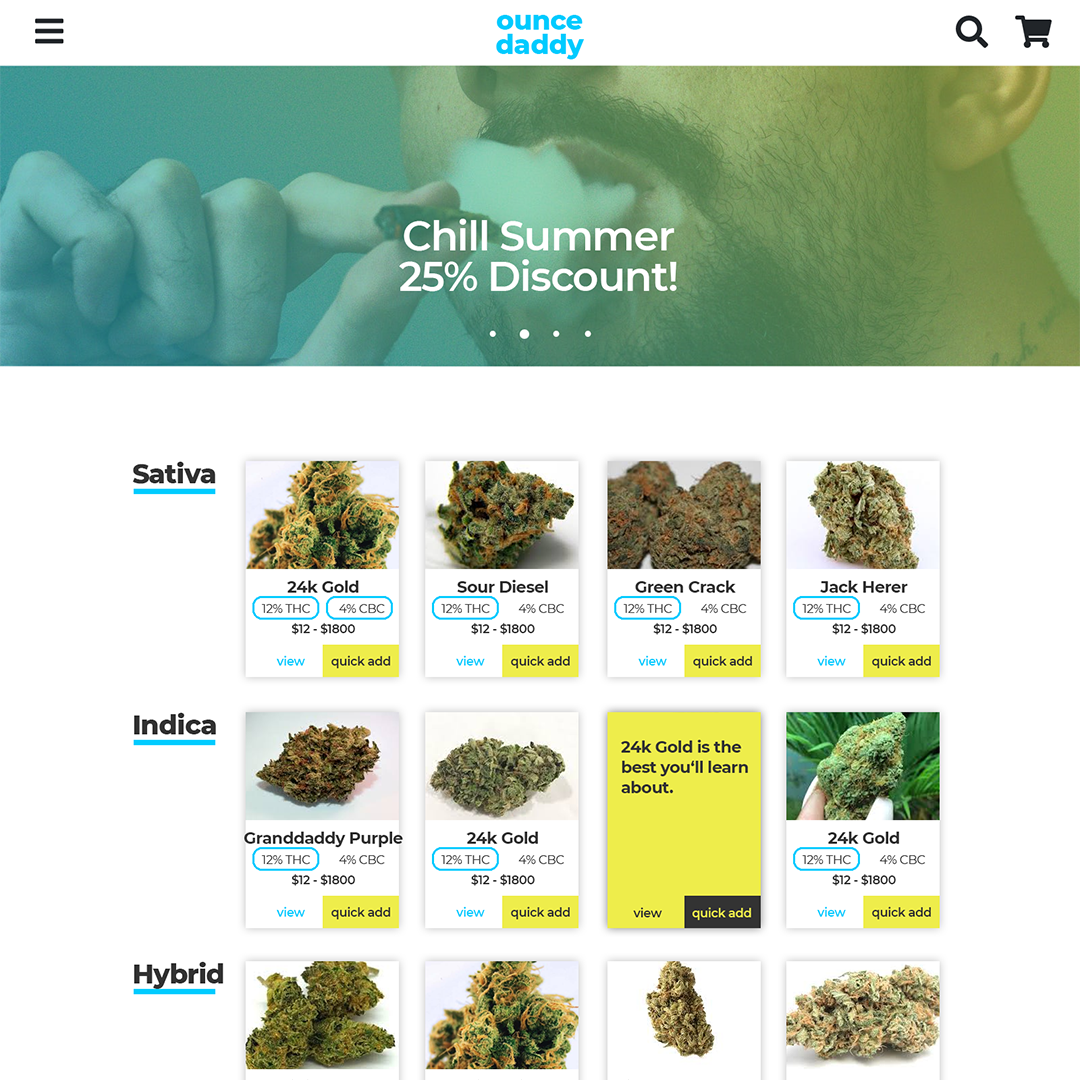 ounce
daddy
Chill Summer
25% Discount!
Sativa
24k Gold
12% THC 4% CBC
$12 - $1800
view quick add
Sour Diesel
12% THC 4% CBC
$12 - $1800
view quick add
Green Crack
12% THC 4% CBC
$12 - $1800
view quick add
Jack Herer
12% THC 4% CBC
$12 - $1800
view quick add
Indica
Granddaddy Purple
12% THC 4% CBC
$12 - $1800
view quick add
24k Gold
12% THC 4% CBC
$12 - $1800
view quick add
24k Gold is the
best you‘ll learn
about.
view quick add
24k Gold
12% THC 4% CBC
$12 - $1800
view quick add
Hybrid